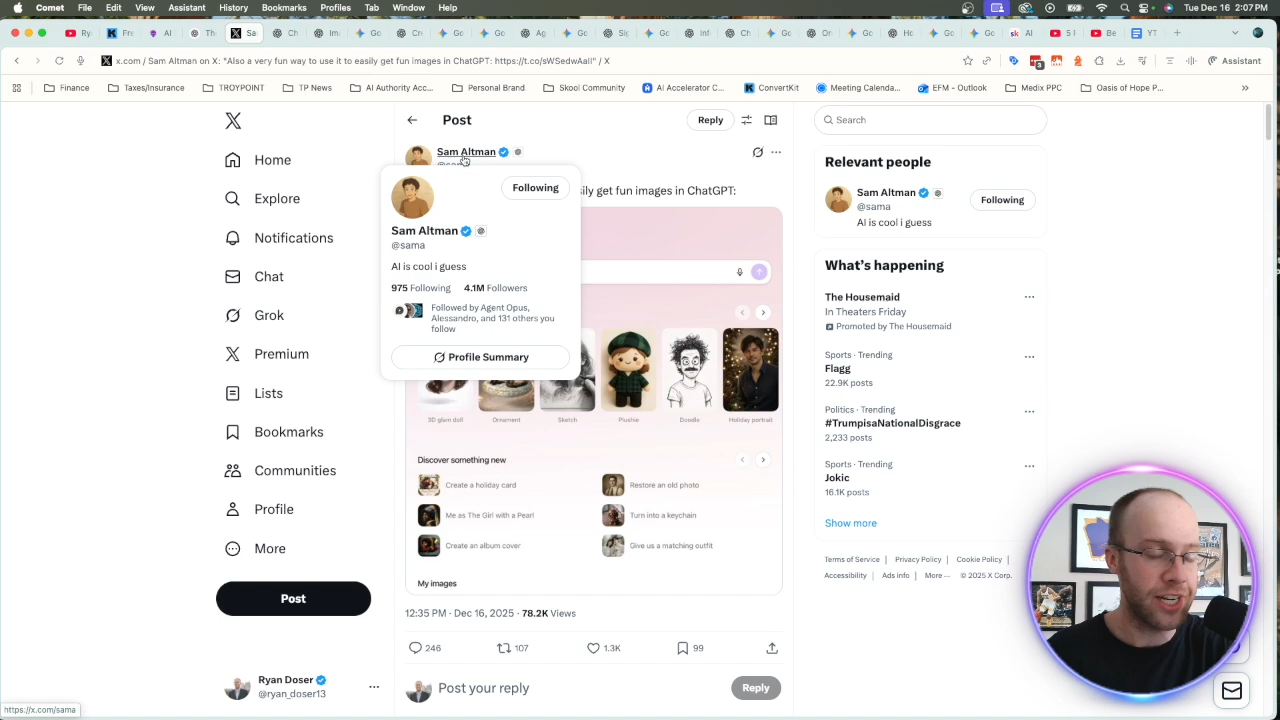 Comet File Edit View Assistant History Bookmarks Profiles Tab Window Help
Tue Dec 16 2:07 PM
x.com / Sam Altman on X: "Also a very fun way to use it to easily get fun images in ChatGPT: https://t.co/sWSedwAaIl" / X
3
Assistant
Finance
Taxes/Insurance
TROYPOINT
TP News
AI Authority Acc...
Personal Brand
Skool Community
AI Accelerator C...
ConvertKit
Meeting Calenda...
EFM - Outlook
Medix PPC
Oasis of Hope P...
Home
Explore
Notifications
Chat
Grok
Premium
Lists
Bookmarks
Communities
Profile
More
Post
Ryan Doser
@ryan_doser13
https://x.com/sama
Post
Reply
Sam Altman
ily get fun images in ChatGPT:
Following
Sam Altman
@sama
AI is cool i guess
975 Following 4.1M Followers
Followed by Agent Opus,
Alessandro, and 131 others you
follow
Profile Summary
3D glam doll
Ornament
Sketch
Plushie
Doodle
Holiday portrait
Discover something new
Create a holiday card
Restore an old photo
Me as The Girl with a Pearl
Turn into a keychain
Create an album cover
Give us a matching outfit
My images
12:35 PM · Dec 16, 2025 · 78.2K Views
246
107
1.3K
99
Post your reply
Reply
Search
Relevant people
Sam Altman
@sama
AI is cool i guess
Following
What's happening
The Housemaid
In Theaters Friday
Promoted by The Housemaid
Sports · Trending
Flagg
22.9K posts
Politics · Trending
#TrumpisaNationalDisgrace
2,233 posts
Sports · Trending
Jokic
16.1K posts
Show more
Terms of Service | Privacy Policy | Cookie Policy |
Accessibility | Ads info | More ··· © 2025 X Corp.